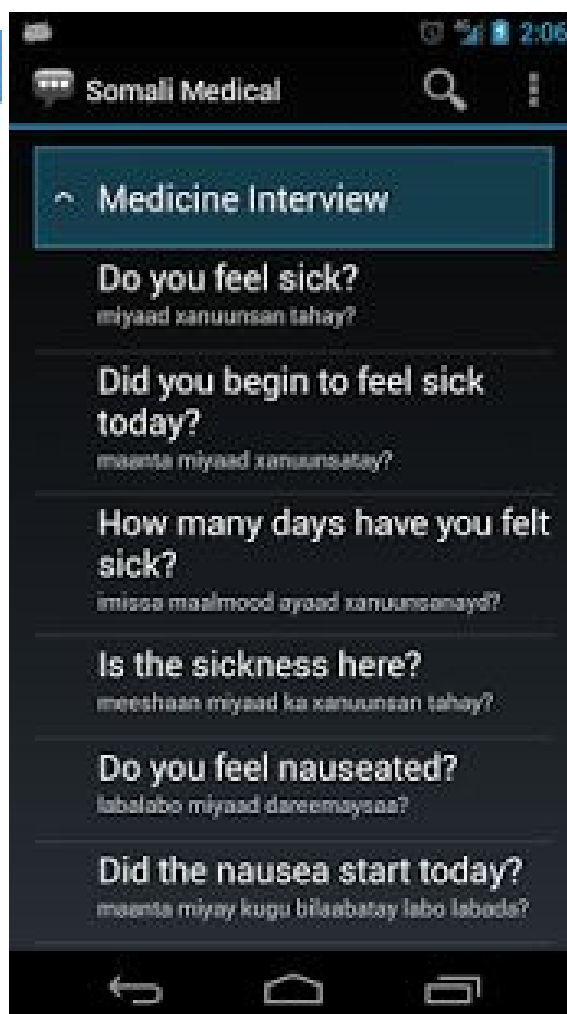 2:06
Somali Medical
Medicine Interview
Do you feel sick?
miyaad xanuunsan tahay?
Did you begin to feel sick
today?
maanta miyaad xanuunsatay?
How many days have you felt
sick?
imissa maalmood ayaad xanuunsanayd?
Is the sickness here?
meeshaan miyaad ka xanuunsan tahay?
Do you feel nauseated?
labalabo miyaad dareemaysaa?
Did the nausea start today?
maanta miyay kugu bilaabatay labo labada?